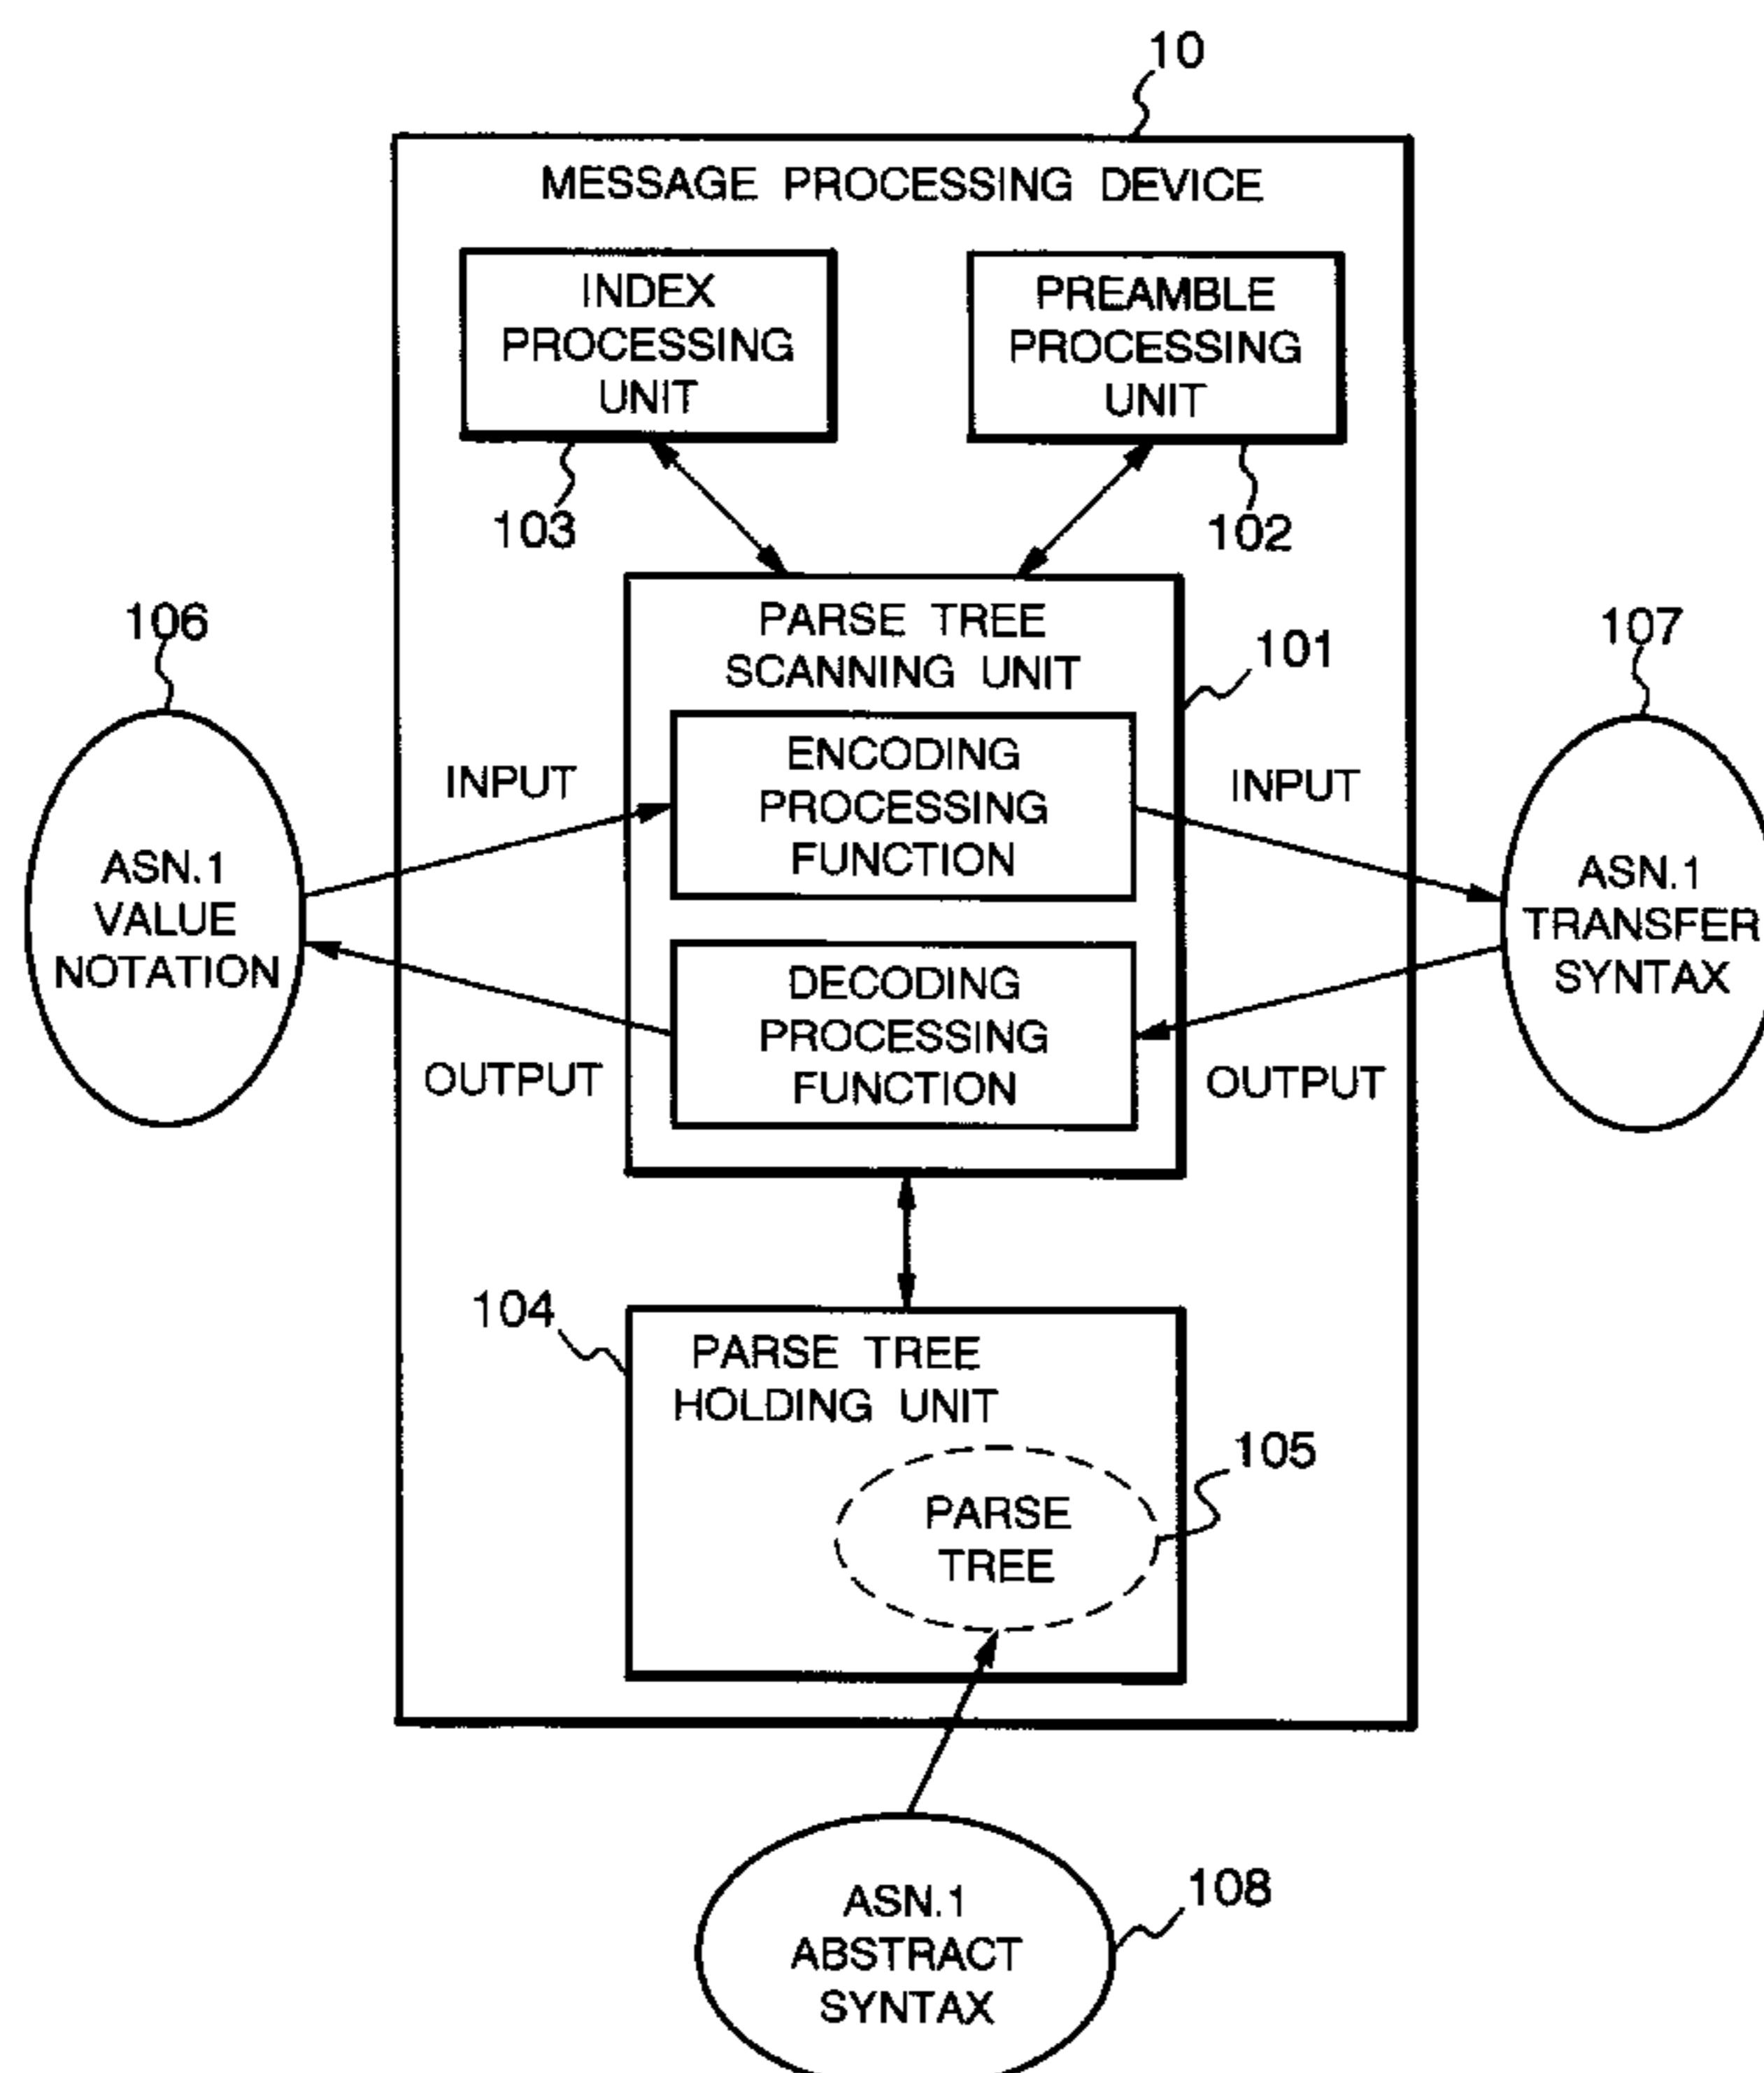 10
MESSAGE PROCESSING DEVICE
INDEX
PROCESSING
UNIT
PREAMBLE
PROCESSING
UNIT
103
102
PARSE TREE
SCANNING UNIT
101
106
107
ENCODING
PROCESSING
FUNCTION
INPUT
INPUT
ASN.1
VALUE
NOTATION
ASN.1
TRANSFER
SYNTAX
DECODING
PROCESSING
FUNCTION
OUTPUT
OUTPUT
104
PARSE TREE
HOLDING UNIT
105
PARSE
TREE
108
ASN.1
ABSTRACT
SYNTAX